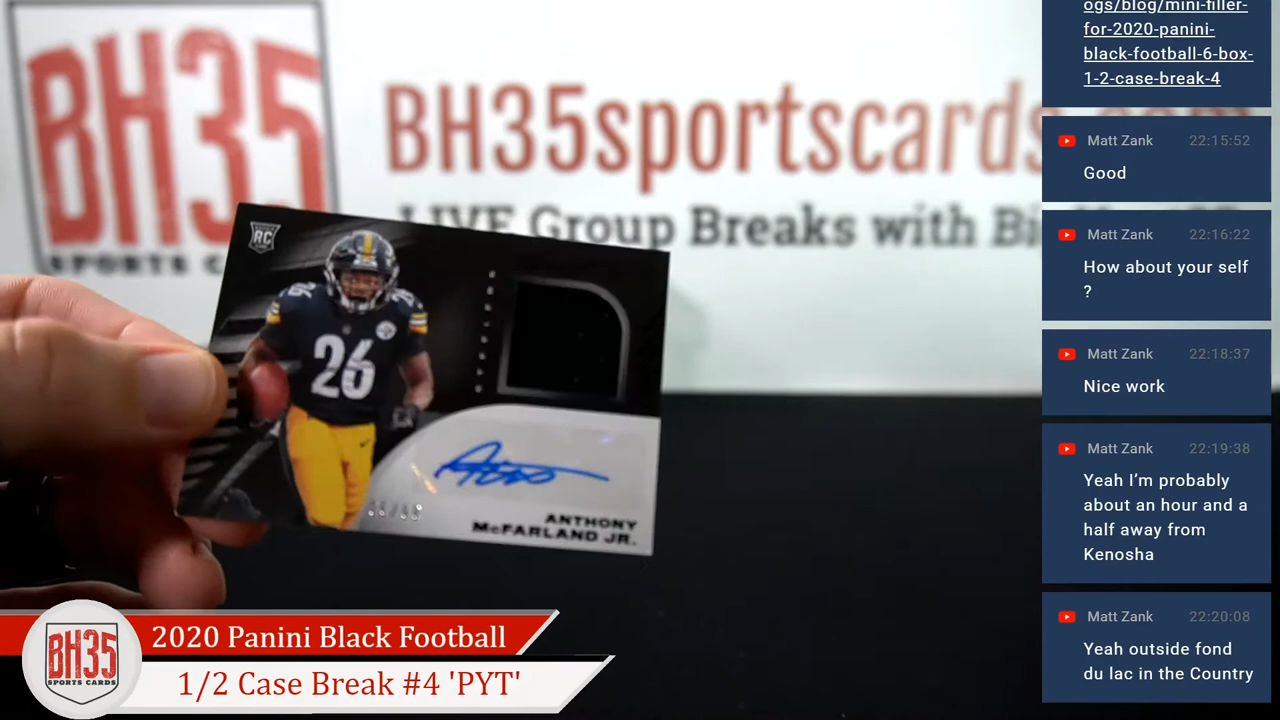 BH35
SPORTS C
BH35sportscards.com
LIVE Group Breaks with Bi
RC
26
26
ANTHONY
McFARLAND JR.
BH35
SPORTS CARDS
2020 Panini Black Football
1/2 Case Break #4 'PYT'
ogs/blog/mini-filler-
for-2020-panini-
black-football-6-box-
1-2-case-break-4
Matt Zank 22:15:52
Good
Matt Zank 22:16:22
How about your self
?
Matt Zank 22:18:37
Nice work
Matt Zank 22:19:38
Yeah I’m probably
about an hour and a
half away from
Kenosha
Matt Zank 22:20:08
Yeah outside fond
du lac in the Country